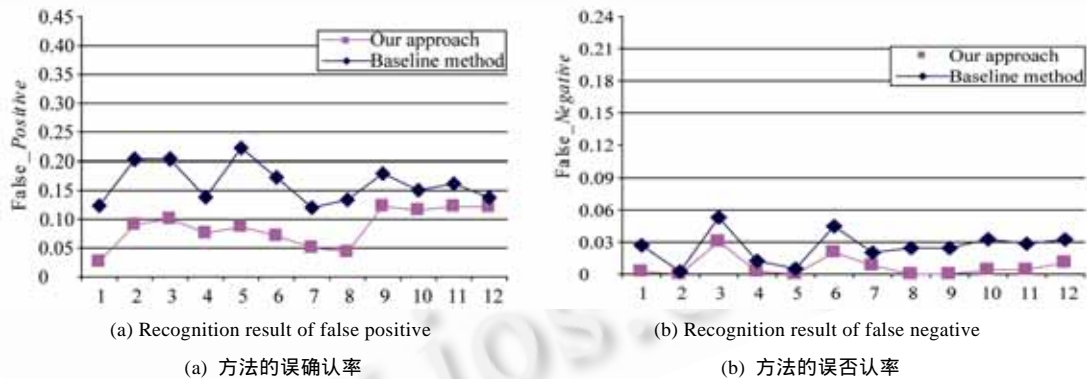 0.45
0.40
0.35
0.30
0.25
0.20
0.15
0.10
0.05
0
False_Positive
Our approach
Baseline method
1 2 3 4 5 6 7 8 9 10 11 12
(a) Recognition result of false positive
(a) 方法的误确认率
0.24
0.21
0.18
0.15
0.12
0.09
0.06
0.03
0
False_Negative
Our approach
Baseline method
1 2 3 4 5 6 7 8 9 10 11 12
(b) Recognition result of false negative
(b) 方法的误否认率